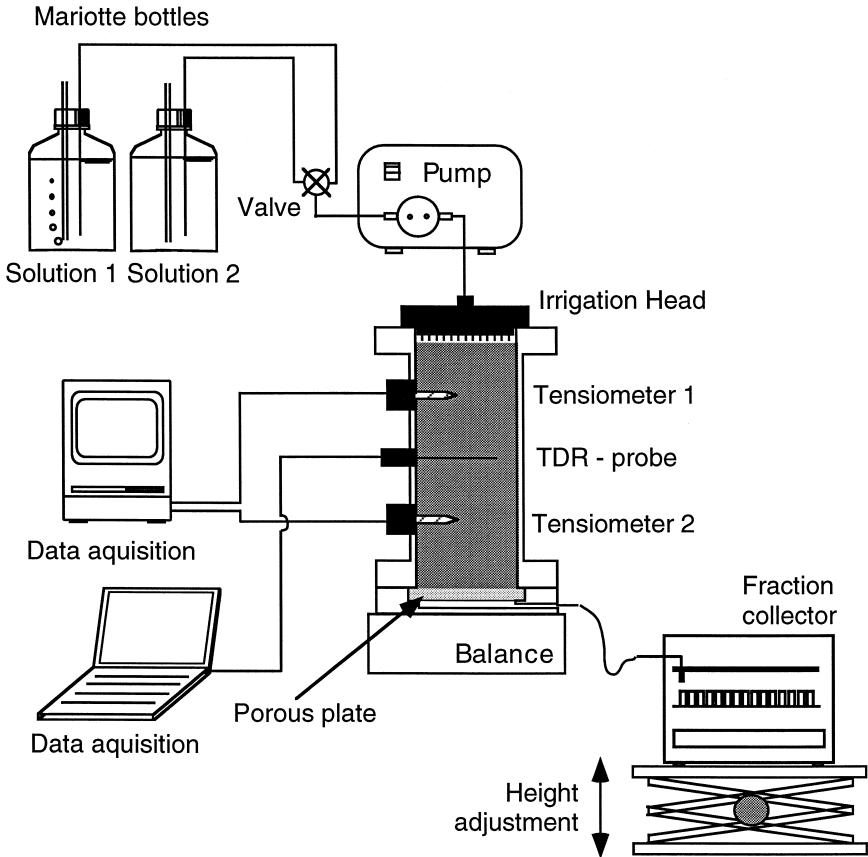 Mariotte bottles
Pump
Valve
Solution 1 Solution 2
Irrigation Head
Tensiometer 1
TDR - probe
Tensiometer 2
Data aquisition
Fraction
collector
Balance
Porous plate
Data aquisition
Height
adjustment